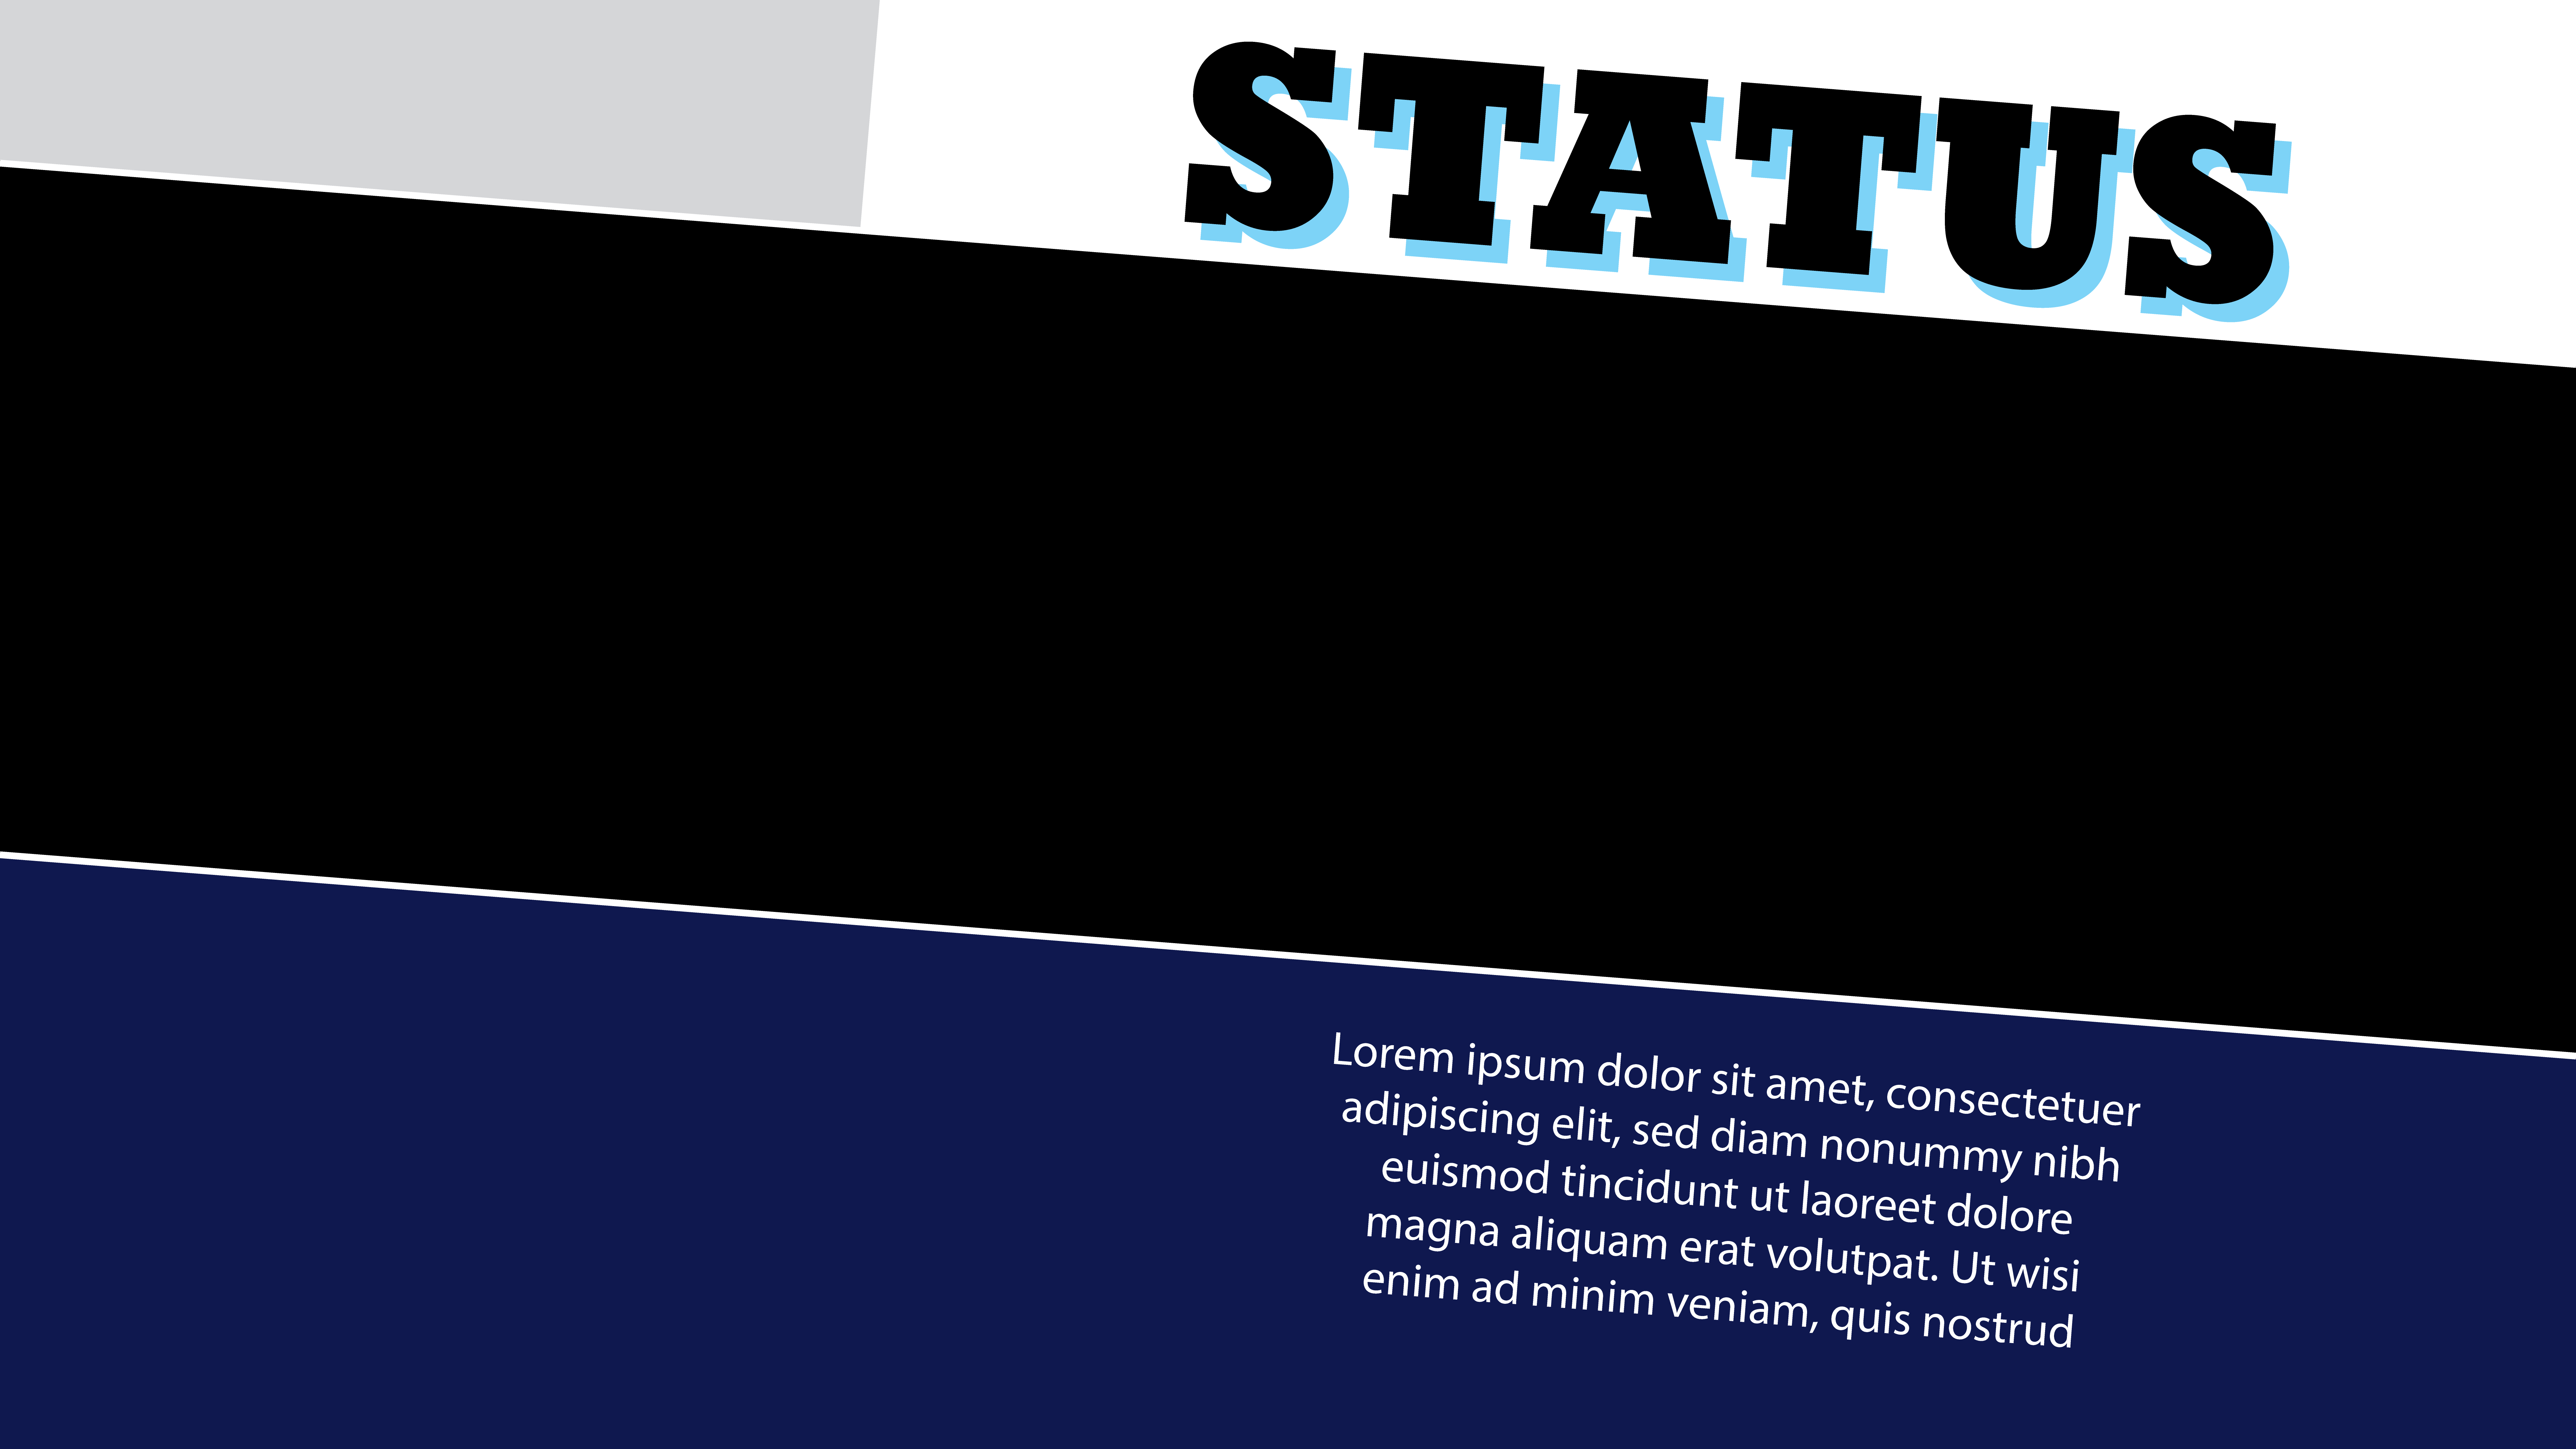 STATUS
Lorem ipsum dolor sit amet, consectetuer
adipiscing elit, sed diam nonummy nibh
euismod tincidunt ut laoreet dolore
magna aliquam erat volutpat. Ut wisi
enim ad minim veniam, quis nostrud